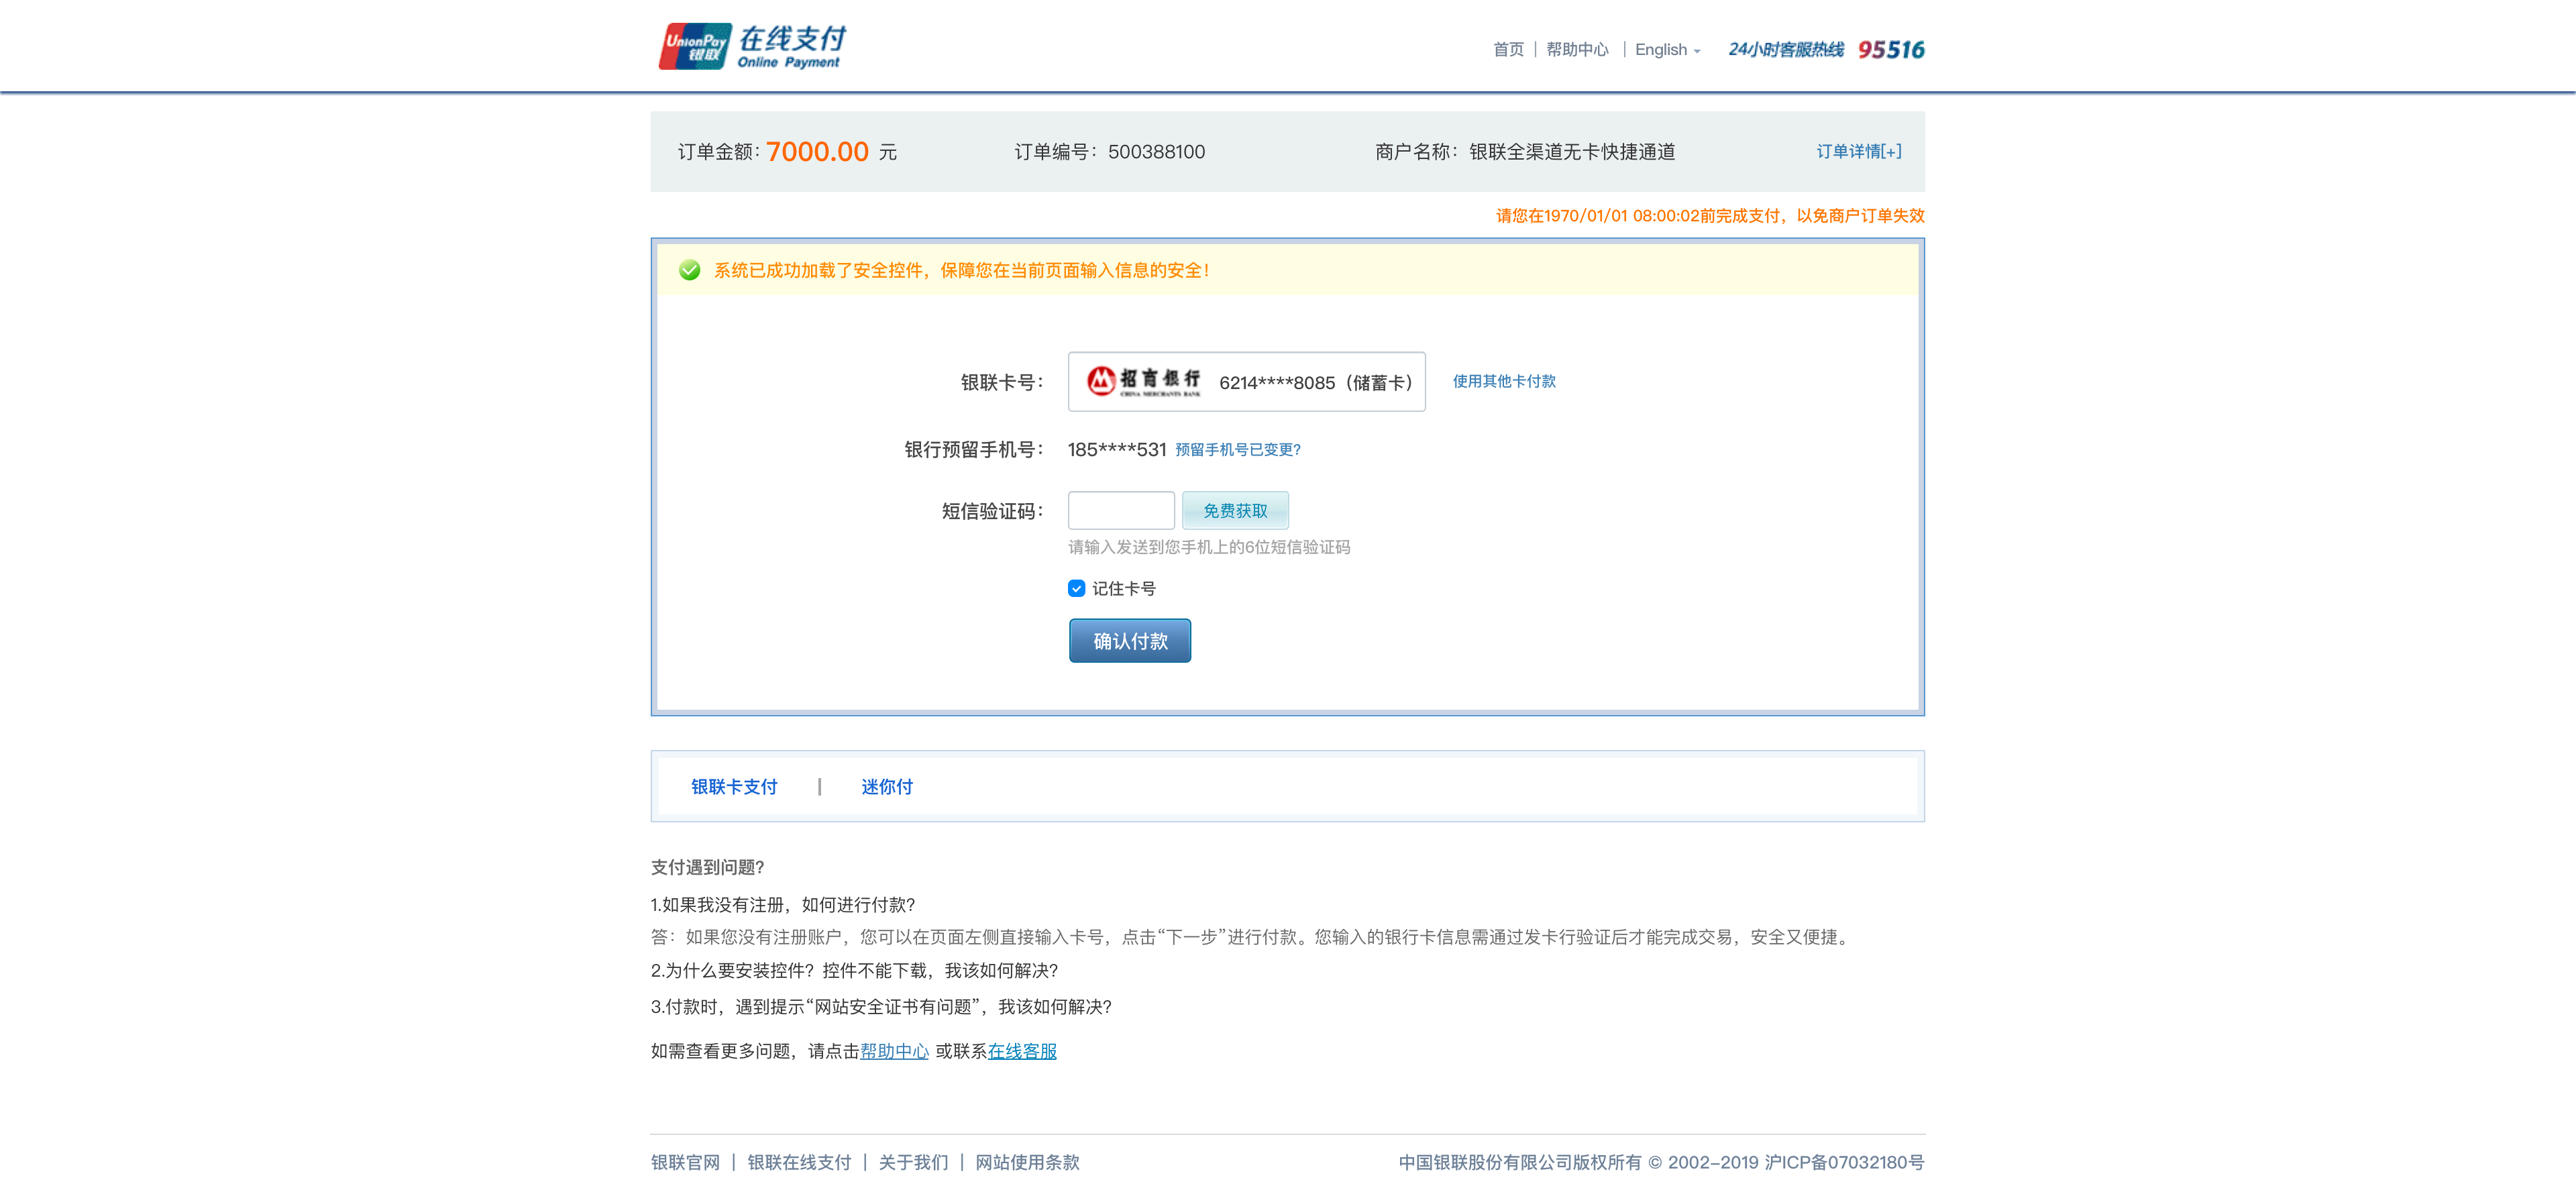 UnionPay 银联 在线支付 Online Payment
首页 | 帮助中心 | English 24小时客服热线 95516
订单金额：7000.00 元 订单编号：500388100 商户名称：银联全渠道无卡快捷通道 订单详情[+]
请您在1970/01/01 08:00:02前完成支付，以免商户订单失效
系统已成功加载了安全控件，保障您在当前页面输入信息的安全！
银联卡号： 招商银行 CHINA MERCHANTS BANK 6214****8085（储蓄卡） 使用其他卡付款
银行预留手机号： 185****531 预留手机号已变更?
短信验证码： 免费获取
请输入发送到您手机上的6位短信验证码
记住卡号
确认付款
银联卡支付 | 迷你付
支付遇到问题?
1.如果我没有注册，如何进行付款?
答：如果您没有注册账户，您可以在页面左侧直接输入卡号，点击“下一步”进行付款。您输入的银行卡信息需通过发卡行验证后才能完成交易，安全又便捷。
2.为什么要安装控件？控件不能下载，我该如何解决?
3.付款时，遇到提示“网站安全证书有问题”，我该如何解决?
如需查看更多问题，请点击帮助中心 或联系在线客服
银联官网 | 银联在线支付 | 关于我们 | 网站使用条款 中国银联股份有限公司版权所有 © 2002-2019 沪ICP备07032180号